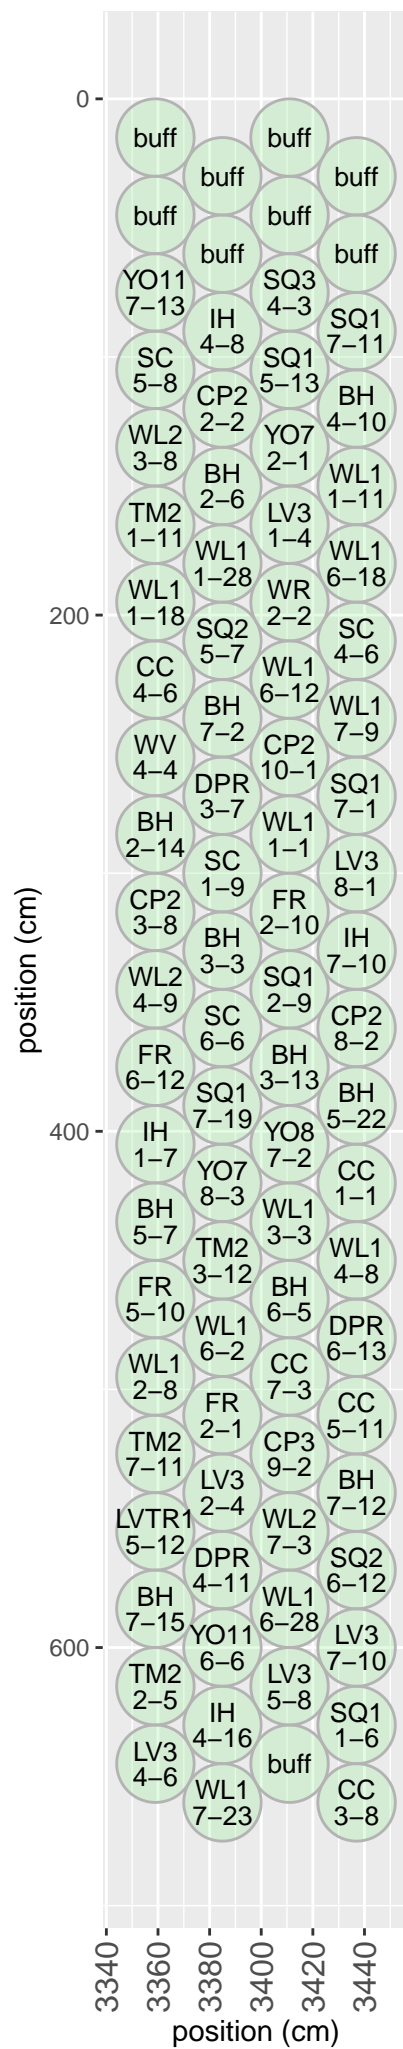 position (cm)
0
200
400
600
buff
buff
YO11
7–13
SC
5–8
WL2
3–8
TM2
1–11
WL1
1–18
CC
4–6
WV
4–4
BH
2–14
CP2
3–8
WL2
4–9
FR
6–12
IH
1–7
BH
5–7
FR
5–10
WL1
2–8
TM2
7–11
LVTR1
5–12
BH
7–15
TM2
2–5
LV3
4–6
buff
buff
IH
4–8
CP2
2–2
BH
2–6
WL1
1–28
SQ2
5–7
BH
7–2
DPR
3–7
SC
1–9
BH
3–3
SC
6–6
SQ1
7–19
YO7
8–3
TM2
3–12
WL1
6–2
FR
2–1
LV3
2–4
DPR
4–11
YO11
6–6
IH
4–16
WL1
7–23
buff
buff
SQ3
4–3
SQ1
5–13
YO7
2–1
LV3
1–4
WR
2–2
WL1
6–12
CP2
10–1
WL1
1–1
FR
2–10
SQ1
2–9
BH
3–13
YO8
7–2
WL1
3–3
BH
6–5
CC
7–3
CP3
9–2
WL2
7–3
WL1
6–28
LV3
5–8
buff
buff
buff
SQ1
7–11
BH
4–10
WL1
1–11
WL1
6–18
SC
4–6
WL1
7–9
SQ1
7–1
LV3
8–1
IH
7–10
CP2
8–2
BH
5–22
CC
1–1
WL1
4–8
DPR
6–13
CC
5–11
BH
7–12
SQ2
6–12
LV3
7–10
SQ1
1–6
CC
3–8
3340
3360
3380
3400
3420
3440
position (cm)